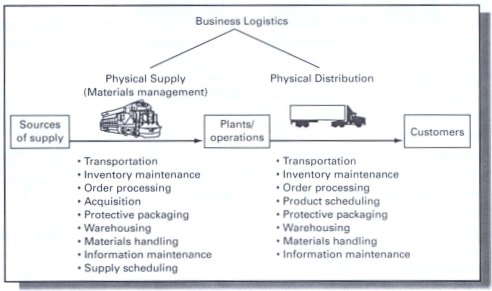 Business Logistics
Physical Supply
(Materials management)
Physical Distribution
Sources
of supply
Plants/
operations
Customers
• Transportation
• Inventory maintenance
• Order processing
• Acquisition
• Protective packaging
• Warehousing
• Materials handling
• Information maintenance
• Supply scheduling
• Transportation
• Inventory maintenance
• Order processing
• Product scheduling
• Protective packaging
• Warehousing
• Materials handling
• Information maintenance